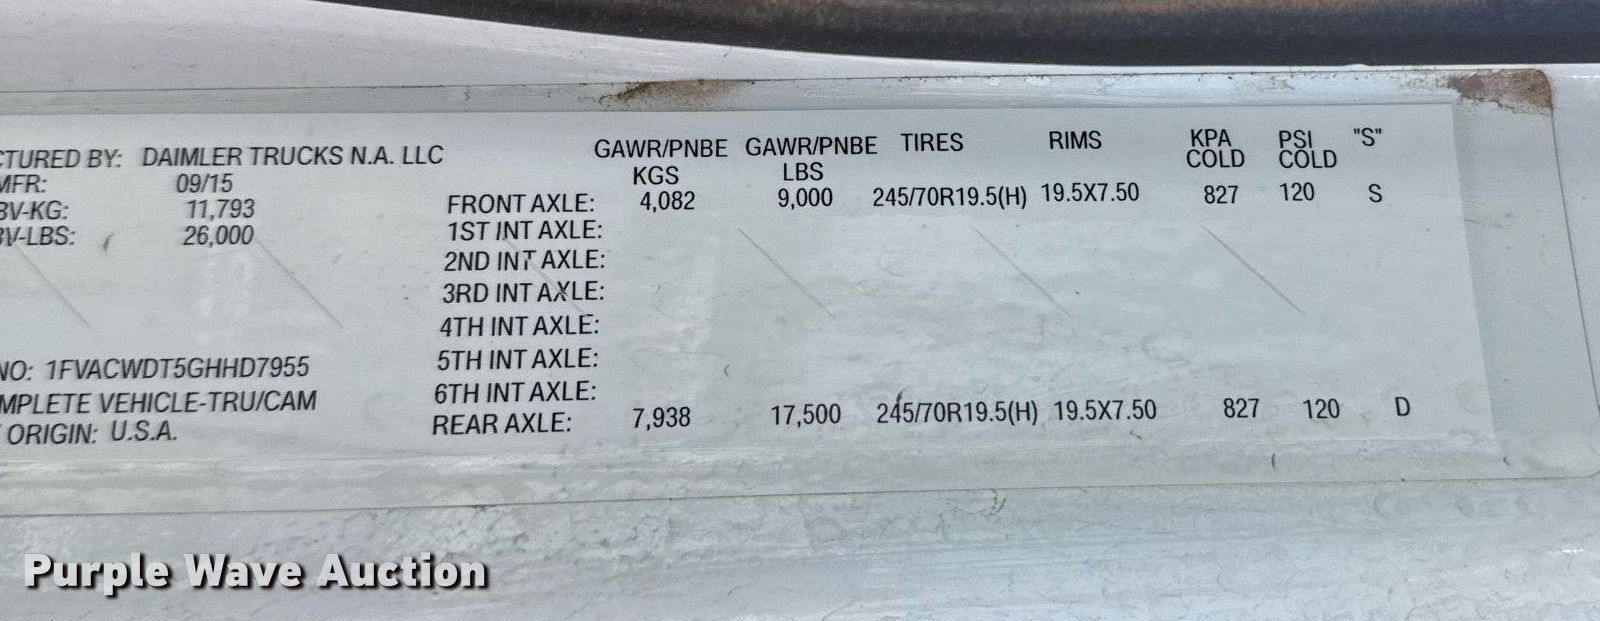 GAWR/PNBE GAWR/PNBE TIRES RIMS KPA PSI "S"
CTURED BY: DAIMLER TRUCKS N.A. LLC KGS LBS COLD COLD
MFR: 09/15 FRONT AXLE: 4,082 9,000 245/70R19.5(H) 19.5X7.50 827 120 S
BV-KG: 11,793 1ST INT AXLE:
BV-LBS: 26,000 2ND INT AXLE:
3RD INT AXLE:
4TH INT AXLE:
NO: 1FVACWDT5GHHD7955 5TH INT AXLE:
MPLETE VEHICLE-TRU/CAM 6TH INT AXLE:
ORIGIN: U.S.A. REAR AXLE: 7,938 17,500 245/70R19.5(H) 19.5X7.50 827 120 D
Purple Wave Auction